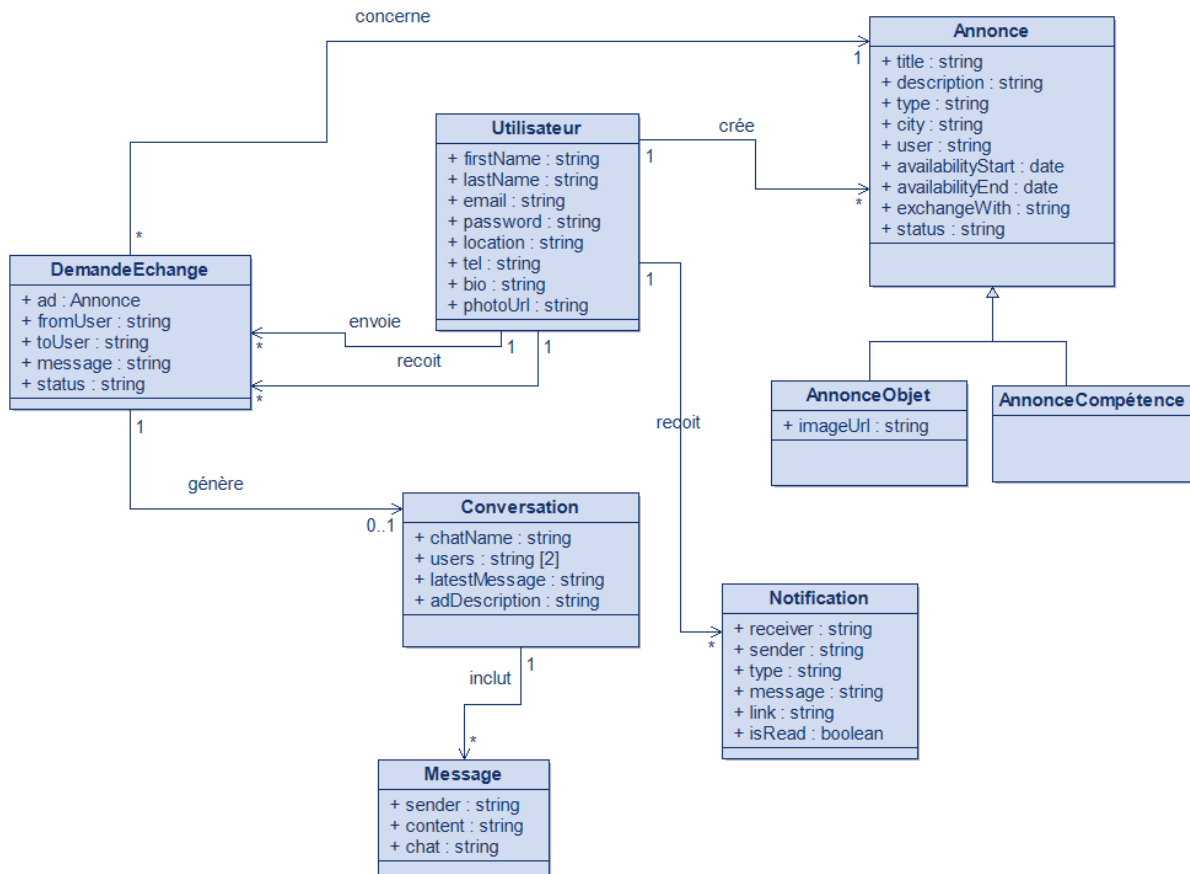 concerne
Annonce
1
+ title : string
+ description : string
+ type : string
+ city : string
+ user : string
+ availabilityStart : date
+ availabilityEnd : date
+ exchangeWith : string
+ status : string
Utilisateur
+ firstName : string
+ lastName : string
+ email : string
+ password : string
+ location : string
+ tel : string
+ bio : string
+ photoUrl : string
crée
1
*
1
*
DemandeEchange
+ ad : Annonce
+ fromUser : string
+ toUser : string
+ message : string
+ status : string
envoie
*
1
1
recoit
*
AnnonceObjet
+ imageUrl : string
AnnonceCompétence
recoit
1
génère
0..1
Conversation
+ chatName : string
+ users : string [2]
+ latestMessage : string
+ adDescription : string
Notification
+ receiver : string
+ sender : string
+ type : string
+ message : string
+ link : string
+ isRead : boolean
*
1
inclut
*
Message
+ sender : string
+ content : string
+ chat : string